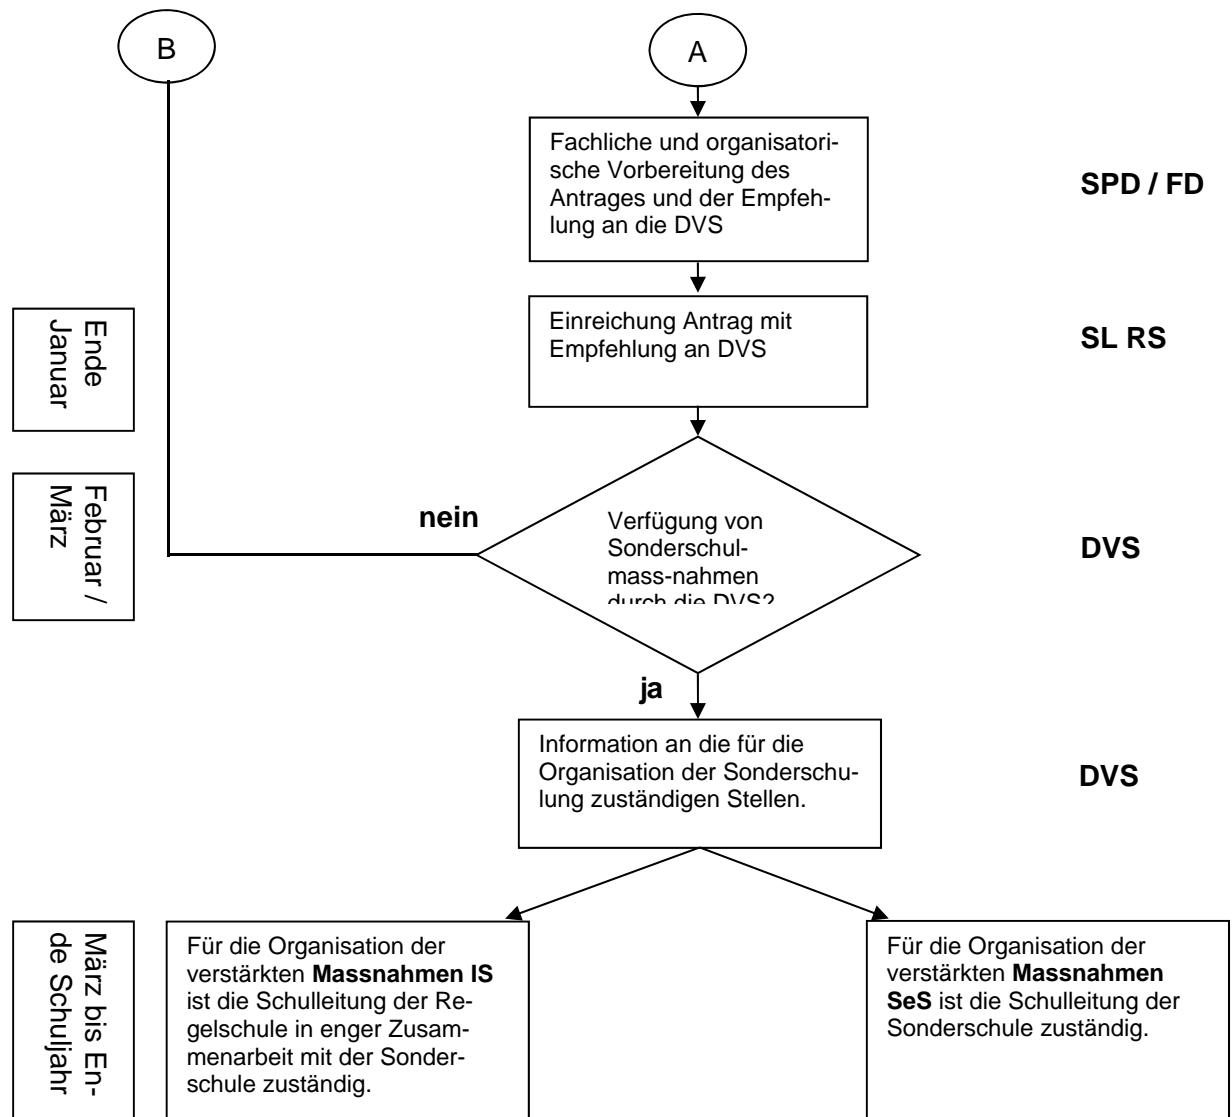 B
A
Fachliche und organisatori-
sche Vorbereitung des
Antrages und der Empfeh-
lung an die DVS
SPD / FD
Ende
Januar
Einreichung Antrag mit
Empfehlung an DVS
SL RS
Februar /
März
nein
Verfügung von
Sonderschul-
mass-nahmen
durch die DVS?
DVS
ja
Information an die für die
Organisation der Sonderschu-
lung zuständigen Stellen.
DVS
März bis En-
de Schuljahr
Für die Organisation der
verstärkten Massnahmen IS
ist die Schulleitung der Re-
gelschule in enger Zusam-
menarbeit mit der Sonder-
schule zuständig.
Für die Organisation der
verstärkten Massnahmen
SeS ist die Schulleitung der
Sonderschule zuständig.